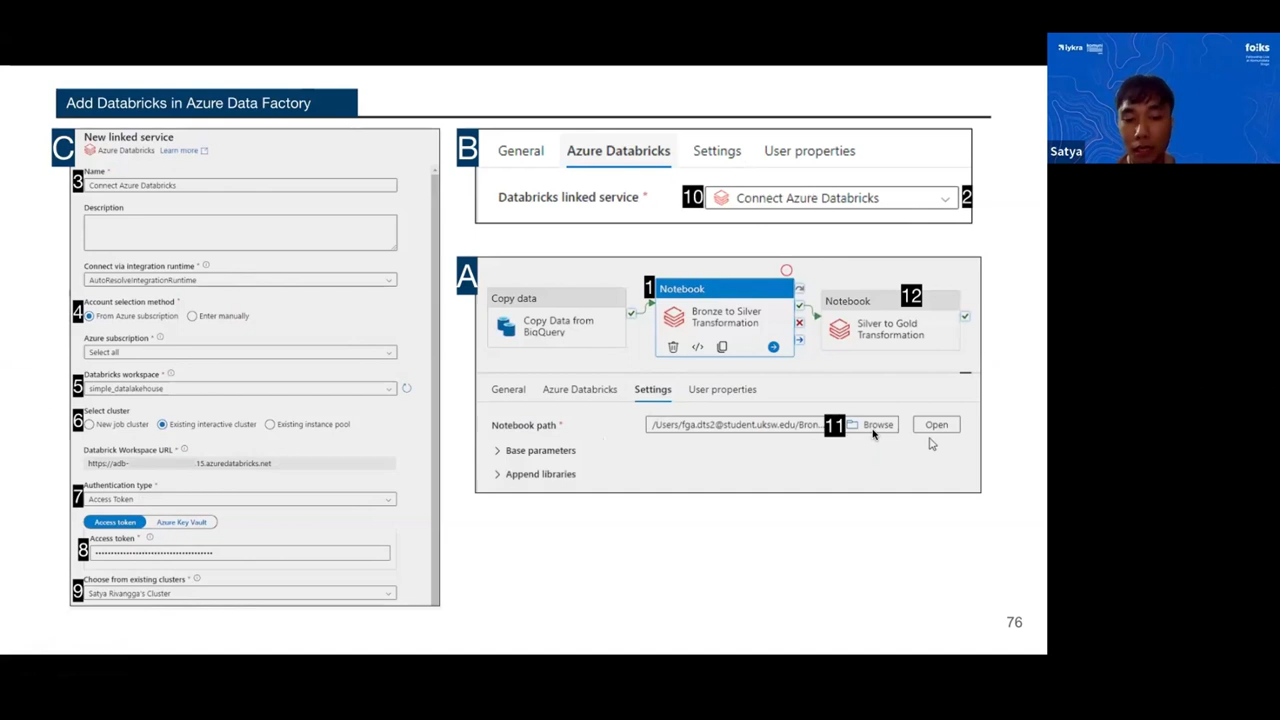 Add Databricks in Azure Data Factory
C
New linked service
Azure Databricks Learn more
3
Name *
Connect Azure Databricks
Description
Connect via integration runtime *
AutoResolveIntegrationRuntime
Account selection method *
4
From Azure subscription
Enter manually
Azure subscription *
Select all
Databricks workspace *
5
simple_datalakehouse
Select cluster
6
New job cluster
Existing interactive cluster
Existing instance pool
Databrick Workspace URL *
https://adb-
15.azuredatabricks.net
Authentication type *
7
Access Token
Access token
Azure Key Vault
Access token *
8
Choose from existing clusters *
9
Satya Rivangga's Cluster
B
General
Azure Databricks
Settings
User properties
Databricks linked service *
10
Connect Azure Databricks
2
A
Copy data
Copy Data from
BigQuery
1
Notebook
Bronze to Silver
Transformation
Notebook
12
Silver to Gold
Transformation
General
Azure Databricks
Settings
User properties
Notebook path *
/Users/fga.dts2@student.uksw.edu/Bron...
11
Browse
Open
Base parameters
Append libraries
76
iykra
Satya